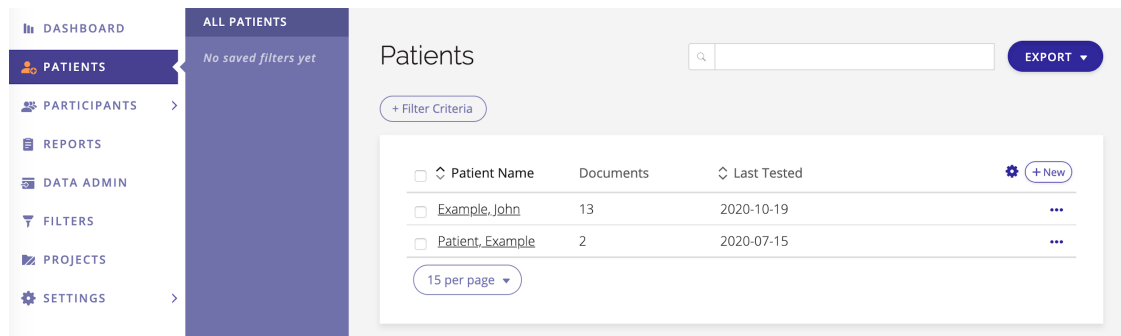 DASHBOARD
PATIENTS
PARTICIPANTS
REPORTS
DATA ADMIN
FILTERS
PROJECTS
SETTINGS
ALL PATIENTS
No saved filters yet
Patients
EXPORT
+ Filter Criteria
Patient Name Documents Last Tested + New
Example, John 13 2020-10-19
Patient, Example 2 2020-07-15
15 per page